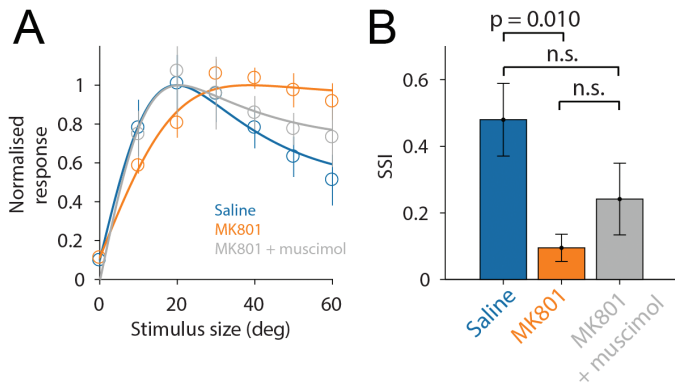 A
Normalised
response
1
0.8
0.6
0.4
0.2
0
0
20
40
60
Stimulus size (deg)
Saline
MK801
MK801 + muscimol
B
p = 0.010
n.s.
n.s.
SSI
0.6
0.4
0.2
0
Saline
MK801
MK801
+ muscimol